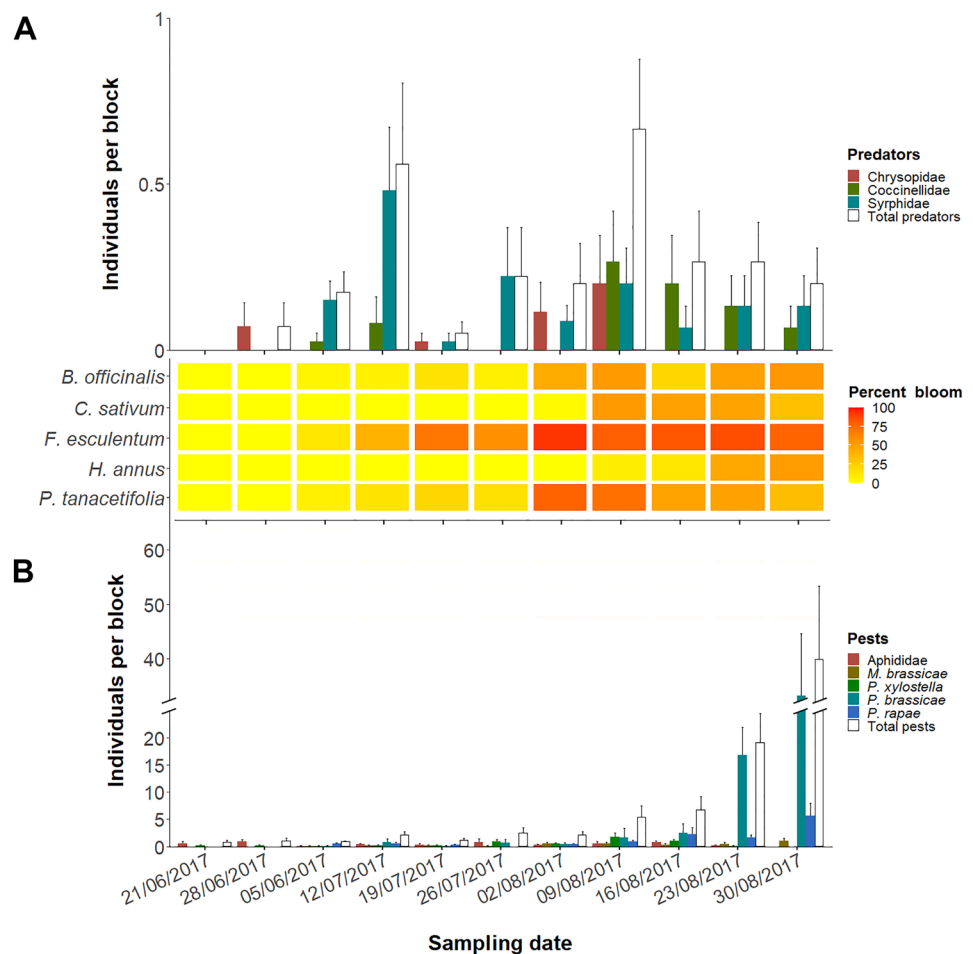 A
Individuals per block
1
0.5
0
Predators
Chrysopidae
Coccinellidae
Syrphidae
Total predators
B. officinalis
C. sativum
F. esculentum
H. annus
P. tanacetifolia
Percent bloom
100
75
50
25
0
B
Individuals per block
60
50
40
20
15
10
5
0
Pests
Aphididae
M. brassicae
P. xylostella
P. brassicae
P. rapae
Total pests
21/06/2017
28/06/2017
05/06/2017
12/07/2017
19/07/2017
26/07/2017
02/08/2017
09/08/2017
16/08/2017
23/08/2017
30/08/2017
Sampling date